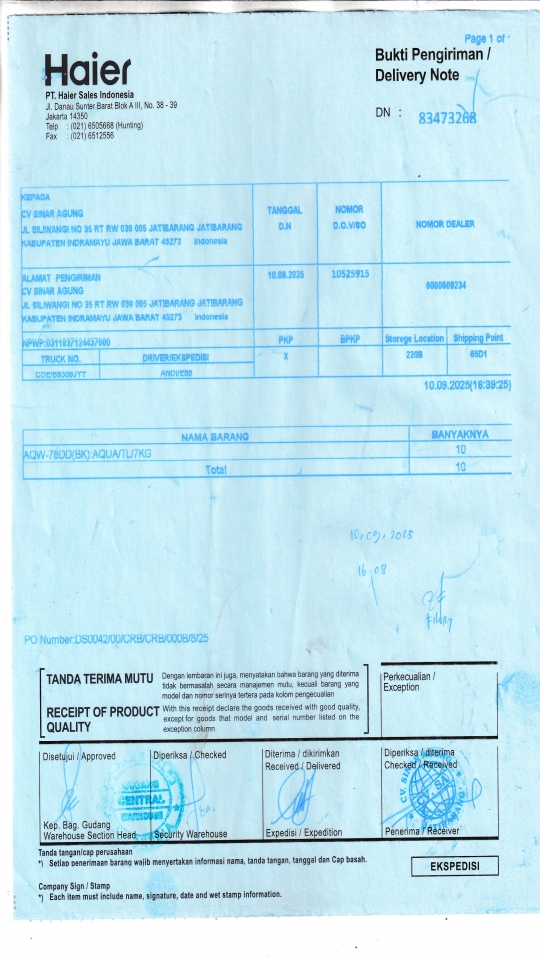 Page 1 of
Haier
Bukti Pengiriman /
Delivery Note
PT. Haier Sales Indonesia
Jl. Danau Sunter Barat Blok A III, No. 38 - 39
Jakarta 14350
Telp : (021) 6505668 (Hunting)
Fax : (021) 6512556
DN : 83473268
KEPADA
CV SINAR AGUNG
JL SILIWANGI NO 35 RT RW 039 005 JATIBARANG JATIBARANG
KABUPATEN INDRAMAYU JAWA BARAT 45273 Indonesia
TANGGAL
D.N
NOMOR
D.O.V/SO
NOMOR DEALER
ALAMAT PENGIRIMAN
CV SINAR AGUNG
JL SILIWANGI NO 35 RT RW 039 005 JATIBARANG JATIBARANG
KABUPATEN INDRAMAYU JAWA BARAT 45273 Indonesia
10.09.2025
10525915
6000609234
NPWP:0311837124437000
PKP
BPKP
Storege Location
Shipping Point
TRUCK NO.
DRIVER/EKSPEDISI
X
220B
65D1
10.09.2025(16:39:25)
NAMA BARANG
BANYAKNYA
AQW-78DD(BK):AQUA/TL/7KG
10
Total
10
10.09.2025
16.08
PO Number:DS0042/00/CRB/CRB/000B/8/25
TANDA TERIMA MUTU
Dengan lembaran ini juga, menyatakan bahwa barang yang diterima
tidak bermasalah secara manajemen mutu, kecuali barang yang
model dan nomor serinya tertera pada kolom pengecualian
RECEIPT OF PRODUCT
QUALITY
With this receipt declare the goods received with good quality,
except for goods that model and serial number listed on the
exception column
Perkecualian /
Exception
Disetujui / Approved
Diperiksa / Checked
Diterima / dikirimkan
Received / Delivered
Diperiksa / diterima
Checked / Received
CENTRAL
CV. SA
Kep. Bag. Gudang
Warehouse Section Head
Security Warehouse
Expedisi / Expedition
Penerima / Receiver
Tanda tangan/cap perusahaan
*) Setiap penerimaan barang wajib menyertakan informasi nama, tanda tangan, tanggal dan Cap basah.
EKSPEDISI
Company Sign / Stamp
*) Each item must include name, signature, date and wet stamp information.